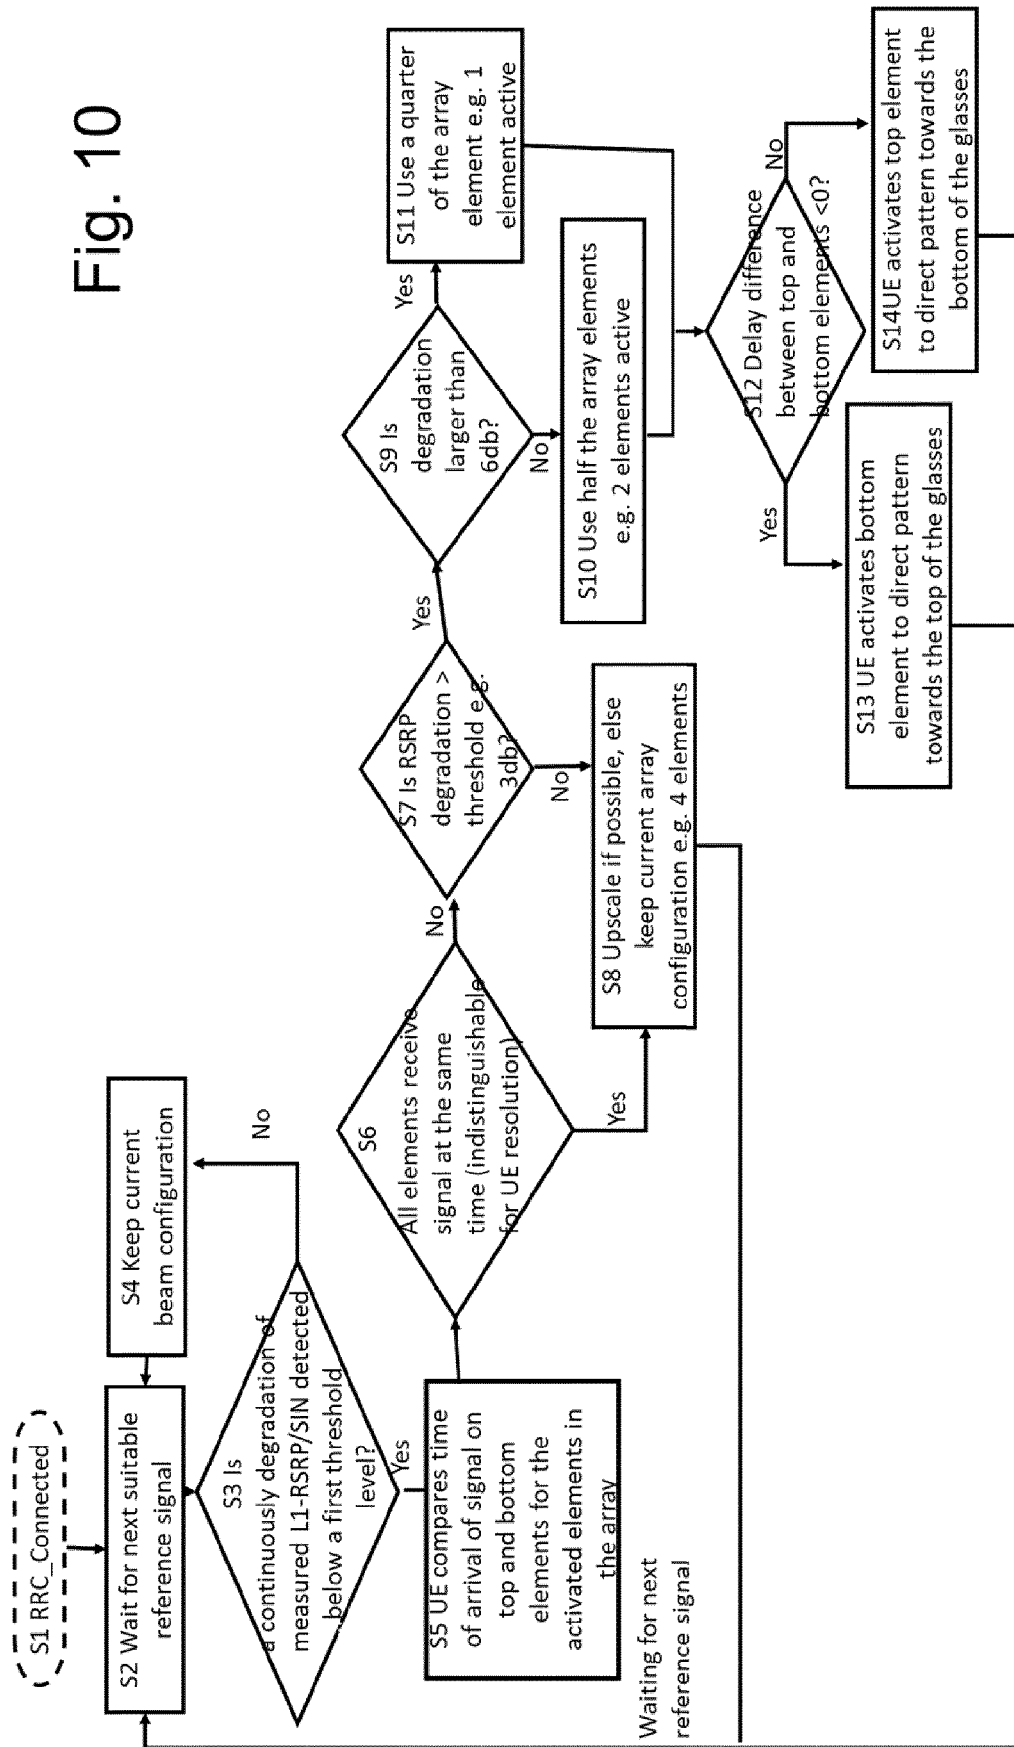 Fig. 10
S1 RRC_Connected
S2 Wait for next suitable
reference signal
S4 Keep current
beam configuration
No
S3 Is
a continuously degradation of
measured L1-RSRP/SIN detected
below a first threshold
level?
Yes
S5 UE compares time
of arrival of signal on
top and bottom
elements for the
activated elements in
the array
S6
All elements receive
signal at the same
time (indistinguishable
for UE resolution)
No
Yes
S7 Is RSRP
degradation >
threshold e.g.
3db?
Yes
No
S8 Upscale if possible, else
keep current array
configuration e.g. 4 elements
Waiting for next
reference signal
S9 Is
degradation
larger than
6db?
Yes
No
S11 Use a quarter
of the array
element e.g. 1
element active
S10 Use half the array elements
e.g. 2 elements active
S12 Delay difference
between top and
bottom elements <0?
Yes
No
S13 UE activates bottom
element to direct pattern
towards the top of the glasses
S14UE activates top element
to direct pattern towards the
bottom of the glasses